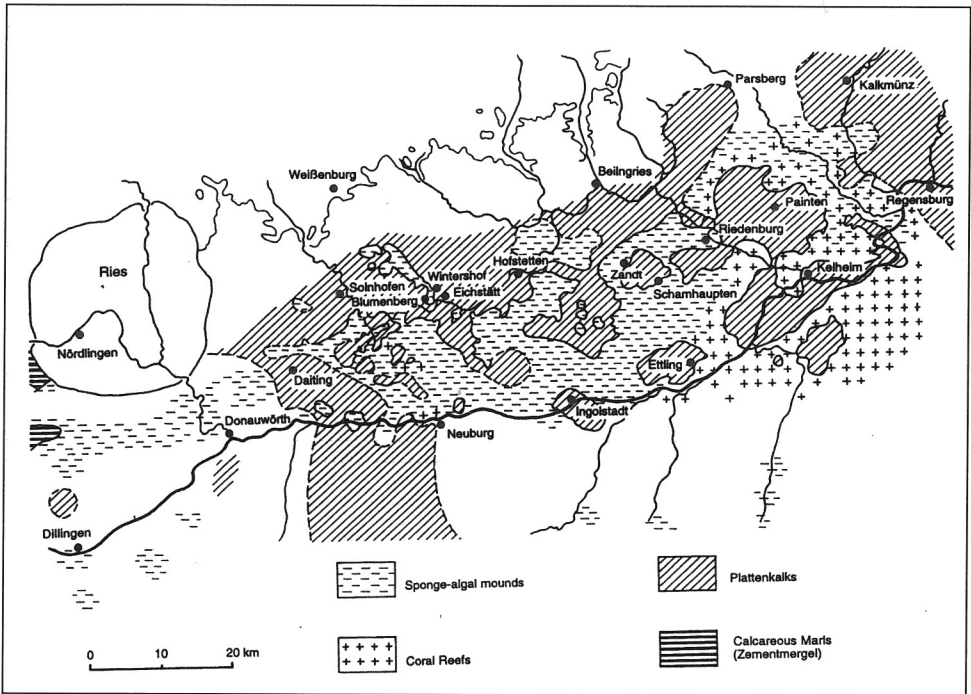 Parsberg
Kalkmünz
Weißenburg
Beilngries
Regensburg
Painten
Riedenburg
Ries
Hofstetten
Wintershof
Zandt
Kelheim
Solnhofen
Eichstätt
Schamhaupten
Blumenberg
Nördlingen
Ettling
Daiting
Ingolstadt
Donauwörth
Neuburg
Dillingen
Sponge-algal mounds
Plattenkalks
Coral Reefs
Calcareous Marls
(Zementmergel)
0 10 20 km